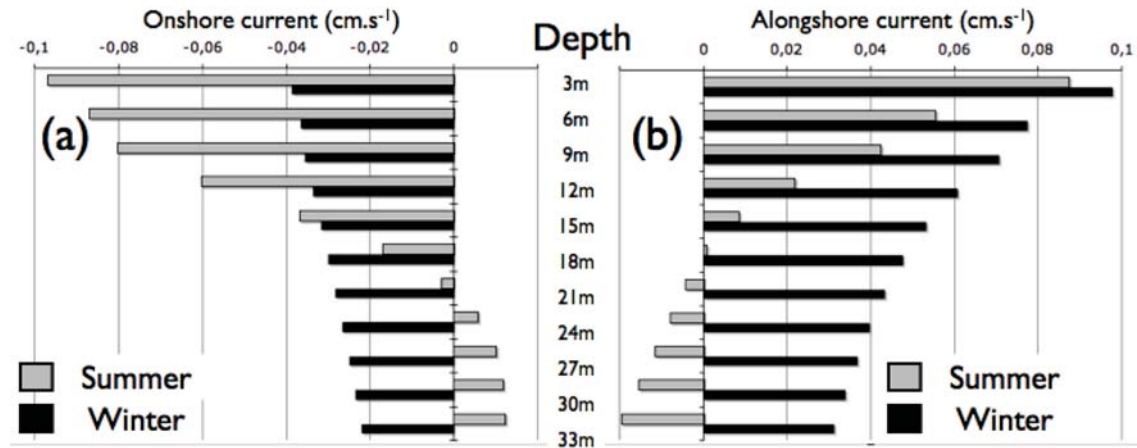 Onshore current (cm.s-1)
-0,1 -0,08 -0,06 -0,04 -0,02 0
Depth
Alongshore current (cm.s-1)
0 0,02 0,04 0,06 0,08 0,1
3m
6m
9m
12m
15m
18m
21m
24m
27m
30m
33m
(a)
Summer
Winter
(b)
Summer
Winter